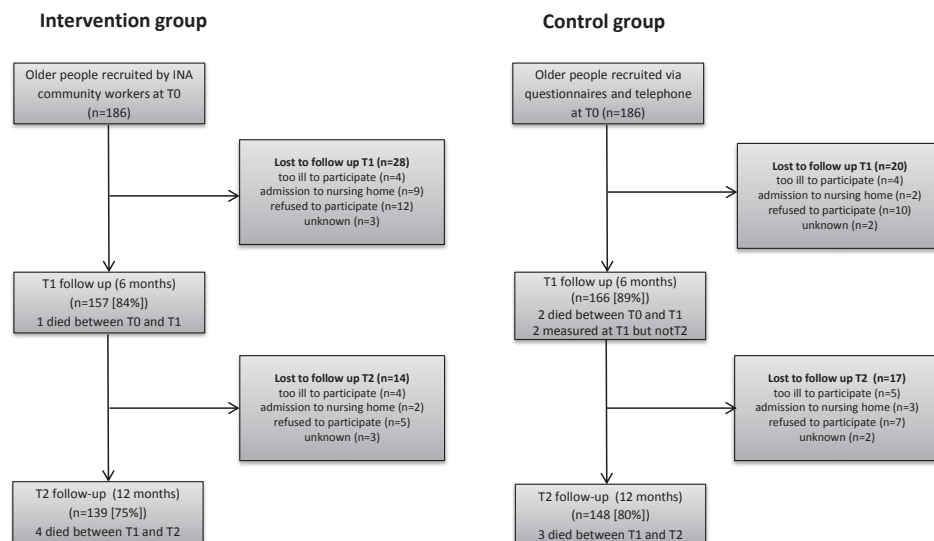 Intervention group
Older people recruited by INA
community workers at T0
(n=186)
Lost to follow up T1 (n=28)
too ill to participate (n=4)
admission to nursing home (n=9)
refused to participate (n=12)
unknown (n=3)
T1 follow up (6 months)
(n=157 [84%])
1 died between T0 and T1
Lost to follow up T2 (n=14)
too ill to participate (n=4)
admission to nursing home (n=2)
refused to participate (n=5)
unknown (n=3)
T2 follow-up (12 months)
(n=139 [75%])
4 died between T1 and T2
Control group
Older people recruited via
questionnaires and telephone
at T0 (n=186)
Lost to follow up T1 (n=20)
too ill to participate (n=4)
admission to nursing home (n=2)
refused to participate (n=10)
unknown (n=2)
T1 follow up (6 months)
(n=166 [89%])
2 died between T0 and T1
2 measured at T1 but notT2
Lost to follow up T2 (n=17)
too ill to participate (n=5)
admission to nursing home (n=3)
refused to participate (n=7)
unknown (n=2)
T2 follow-up (12 months)
(n=148 [80%])
3 died between T1 and T2